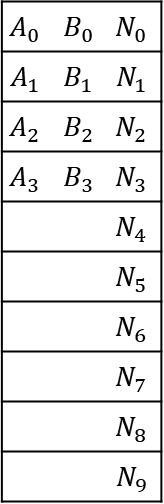 A₀ B₀ N₀
A₁ B₁ N₁
A₂ B₂ N₂
A₃ B₃ N₃
N₄
N₅
N₆
N₇
N₈
N₉